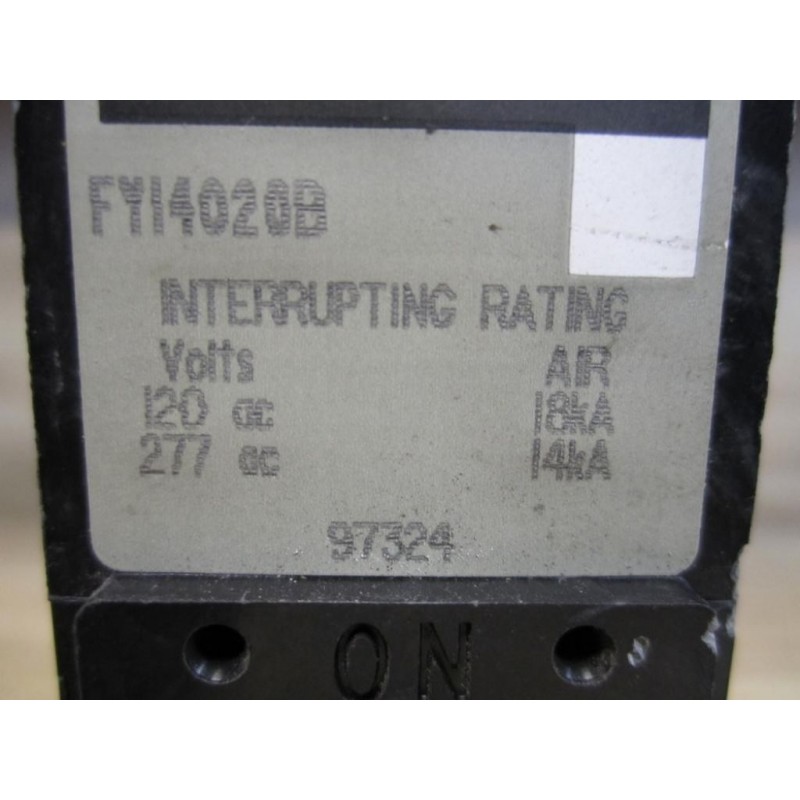 FY14020B
INTERRUPTING RATING
Volts AIR
120 ac 18kA
277 ac 14kA
97324
ON